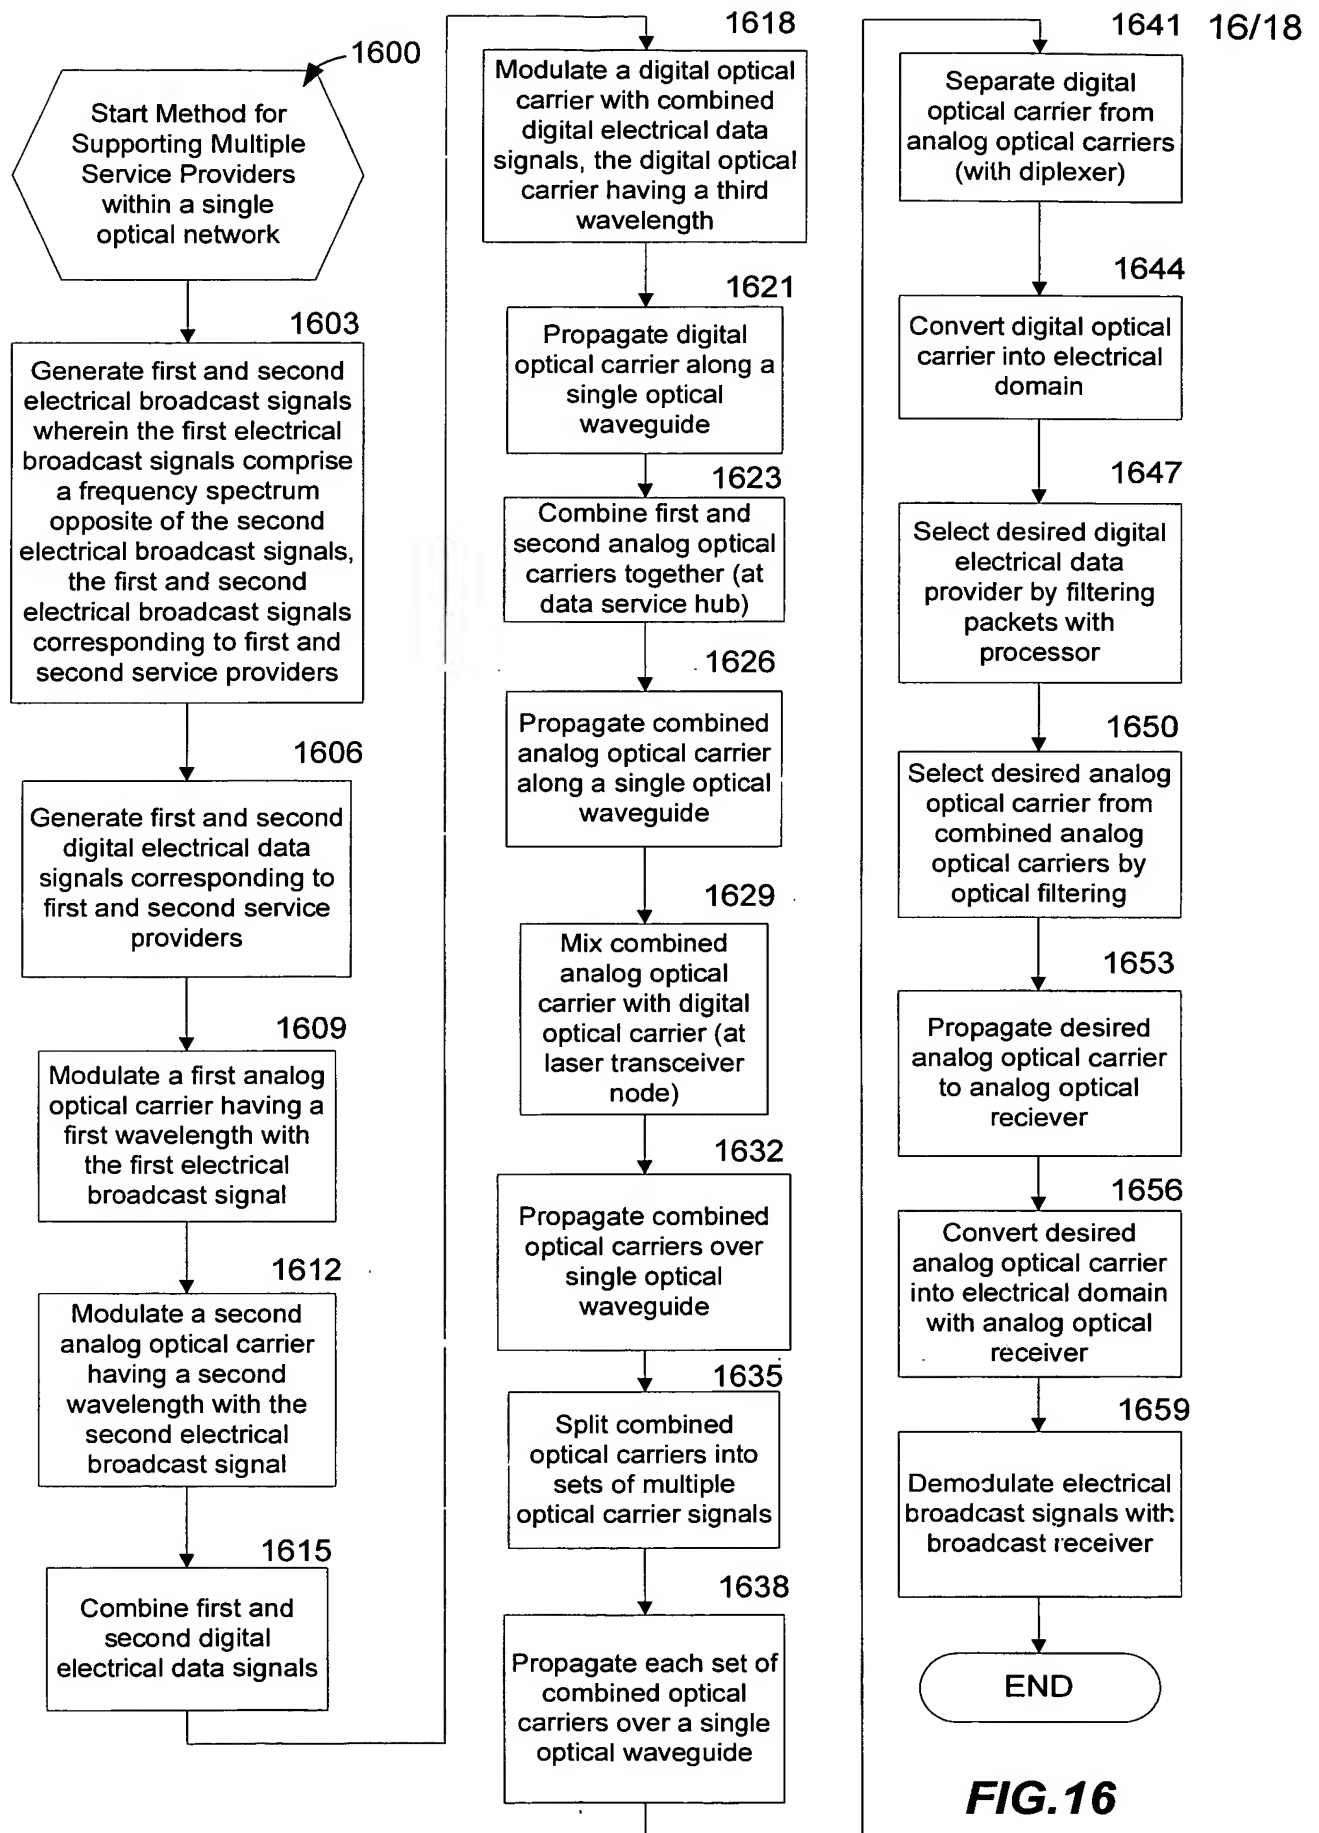 1600
Start Method for
Supporting Multiple
Service Providers
within a single
optical network
1603
Generate first and second
electrical broadcast signals
wherein the first electrical
broadcast signals comprise
a frequency spectrum
opposite of the second
electrical broadcast signals,
the first and second
electrical broadcast signals
corresponding to first and
second service providers
1606
Generate first and second
digital electrical data
signals corresponding to
first and second service
providers
1609
Modulate a first analog
optical carrier having a
first wavelength with
the first electrical
broadcast signal
1612
Modulate a second
analog optical carrier
having a second
wavelength with the
second electrical
broadcast signal
1615
Combine first and
second digital
electrical data signals
1618
Modulate a digital optical
carrier with combined
digital electrical data
signals, the digital optical
carrier having a third
wavelength
1621
Propagate digital
optical carrier along a
single optical
waveguide
1623
Combine first and
second analog optical
carriers together (at
data service hub)
1626
Propagate combined
analog optical carrier
along a single optical
waveguide
1629
Mix combined
analog optical
carrier with digital
optical carrier (at
laser transceiver
node)
1632
Propagate combined
optical carriers over
single optical
waveguide
1635
Split combined
optical carriers into
sets of multiple
optical carrier signals
1638
Propagate each set of
combined optical
carriers over a single
optical waveguide
1641 16/18
Separate digital
optical carrier from
analog optical carriers
(with diplexer)
1644
Convert digital optical
carrier into electrical
domain
1647
Select desired digital
electrical data
provider by filtering
packets with
processor
1650
Select desired analog
optical carrier from
combined analog
optical carriers by
optical filtering
1653
Propagate desired
analog optical carrier
to analog optical
reciever
1656
Convert desired
analog optical carrier
into electrical domain
with analog optical
receiver
1659
Demodulate electrical
broadcast signals with
broadcast receiver
END
FIG.16